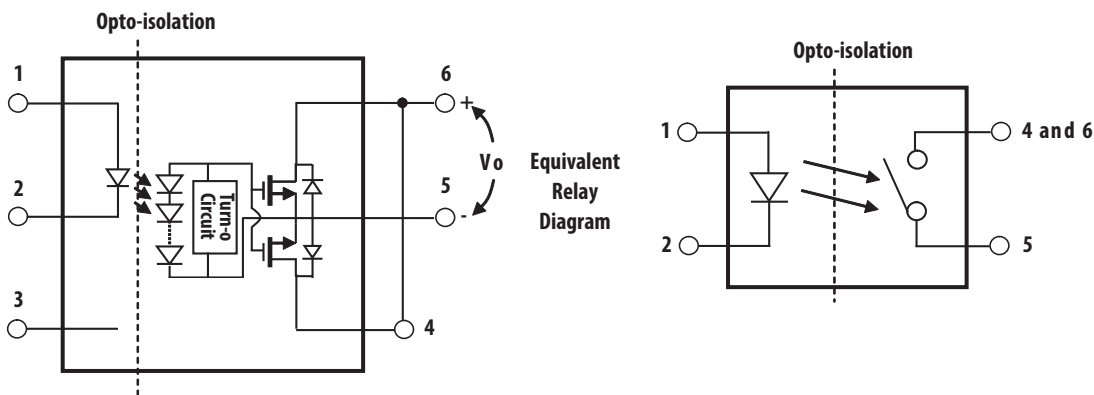 Opto-isolation
1
2
3
Turn-o
Circuit
6
+
Vo
5
-
4
Equivalent
Relay
Diagram
Opto-isolation
1
2
4 and 6
5